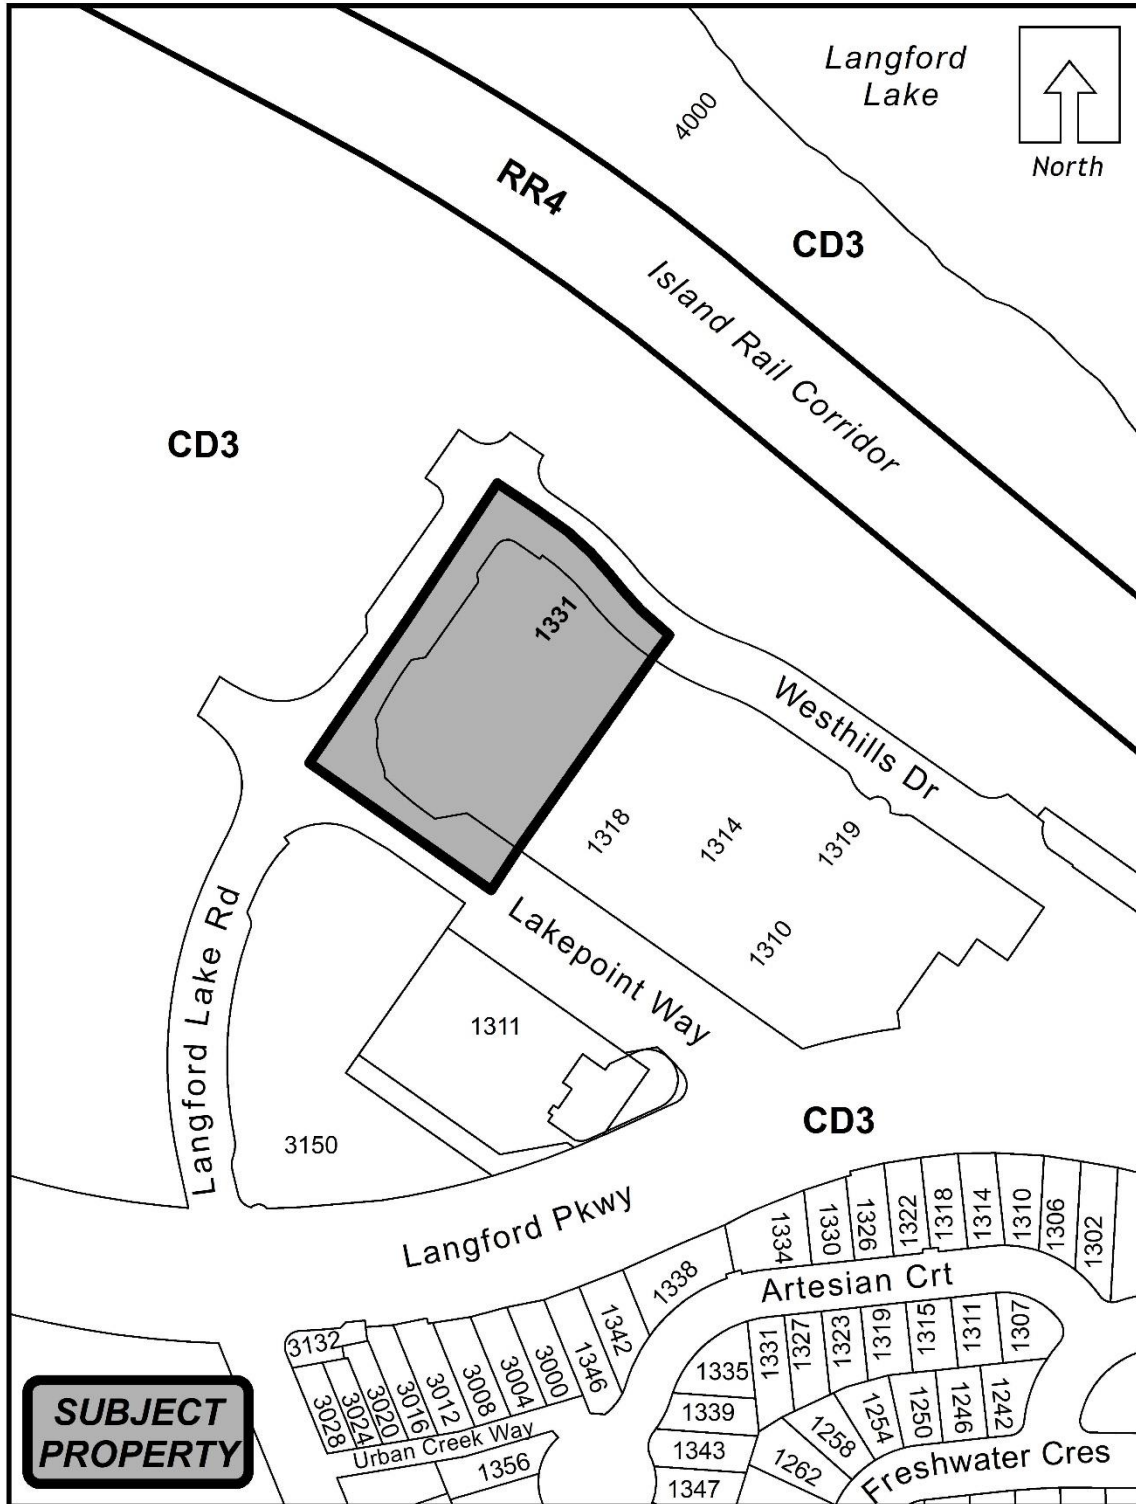 Langford
Lake
North
4000
RR4
CD3
Island Rail Corridor
CD3
1331
Westhills Dr
1318
1314
1319
1310
Lakepoint Way
Langford Lake Rd
1311
3150
CD3
Langford Pkwy
1334
1330
1326
1322
1318
1314
1310
1306
1302
Artesian Crt
1338
1342
1346
3000
3004
3008
3012
3016
3020
3024
3028
3132
Urban Creek Way
1356
1335
1339
1343
1347
1331
1327
1323
1319
1315
1311
1307
1262
1258
1254
1250
1246
1242
Freshwater Cres
SUBJECT
PROPERTY